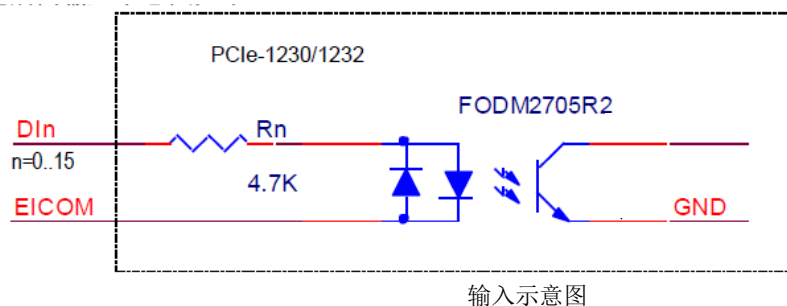 PCIe-1230/1232
FODM2705R2
DIn
Rn
n=0..15
4.7K
EICOM
GND
输入示意图